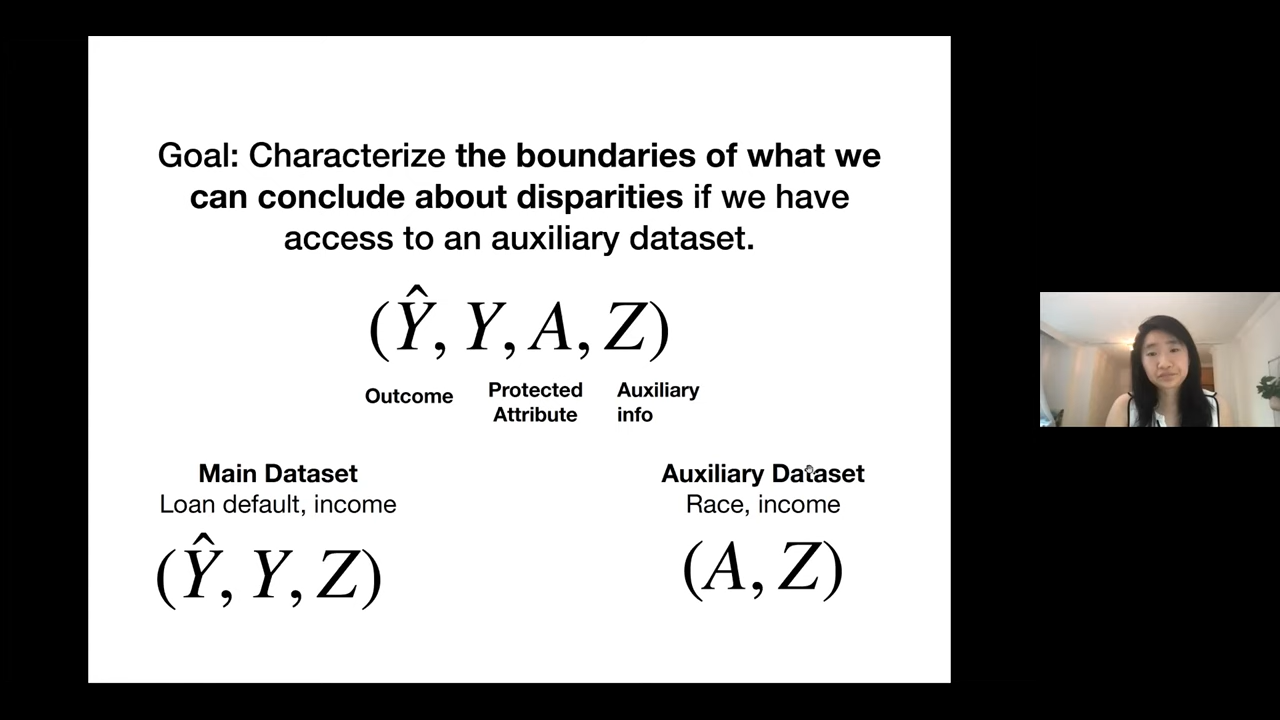 Goal: Characterize the boundaries of what we
can conclude about disparities if we have
access to an auxiliary dataset.
(Ŷ, Y, A, Z)
Outcome Protected Attribute Auxiliary info
Main Dataset
Loan default, income
(Ŷ, Y, Z)
Auxiliary Dataset
Race, income
(A, Z)